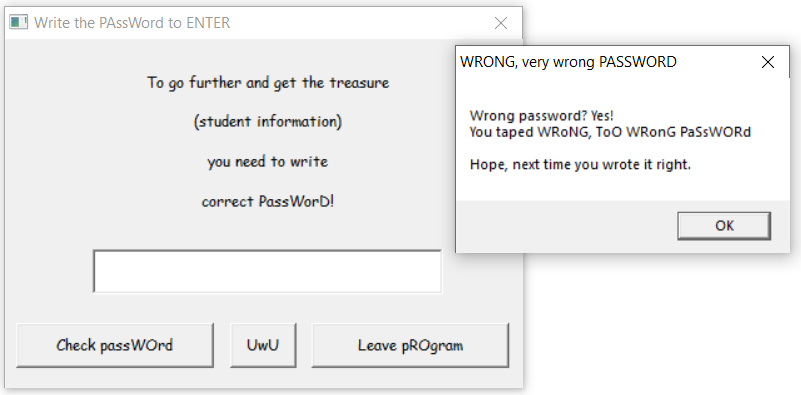 Write the PAssWord to ENTER
To go further and get the treasure
(student information)
you need to write
correct PassWorD!
Check passWOrd
UwU
Leave pROgram
WRONG, very wrong PASSWORD
Wrong password? Yes!
You taped WRoNG, ToO WRonG PaSsWORd
Hope, next time you wrote it right.
OK